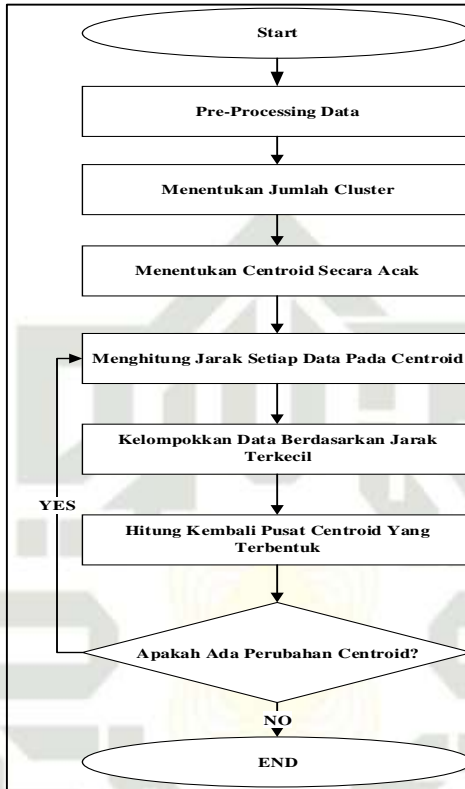 Start
Pre-Processing Data
Menentukan Jumlah Cluster
Menentukan Centroid Secara Acak
Menghitung Jarak Setiap Data Pada Centroid
Kelompokkan Data Berdasarkan Jarak
Terkecil
YES
Hitung Kembali Pusat Centroid Yang
Terbentuk
Apakah Ada Perubahan Centroid?
NO
END